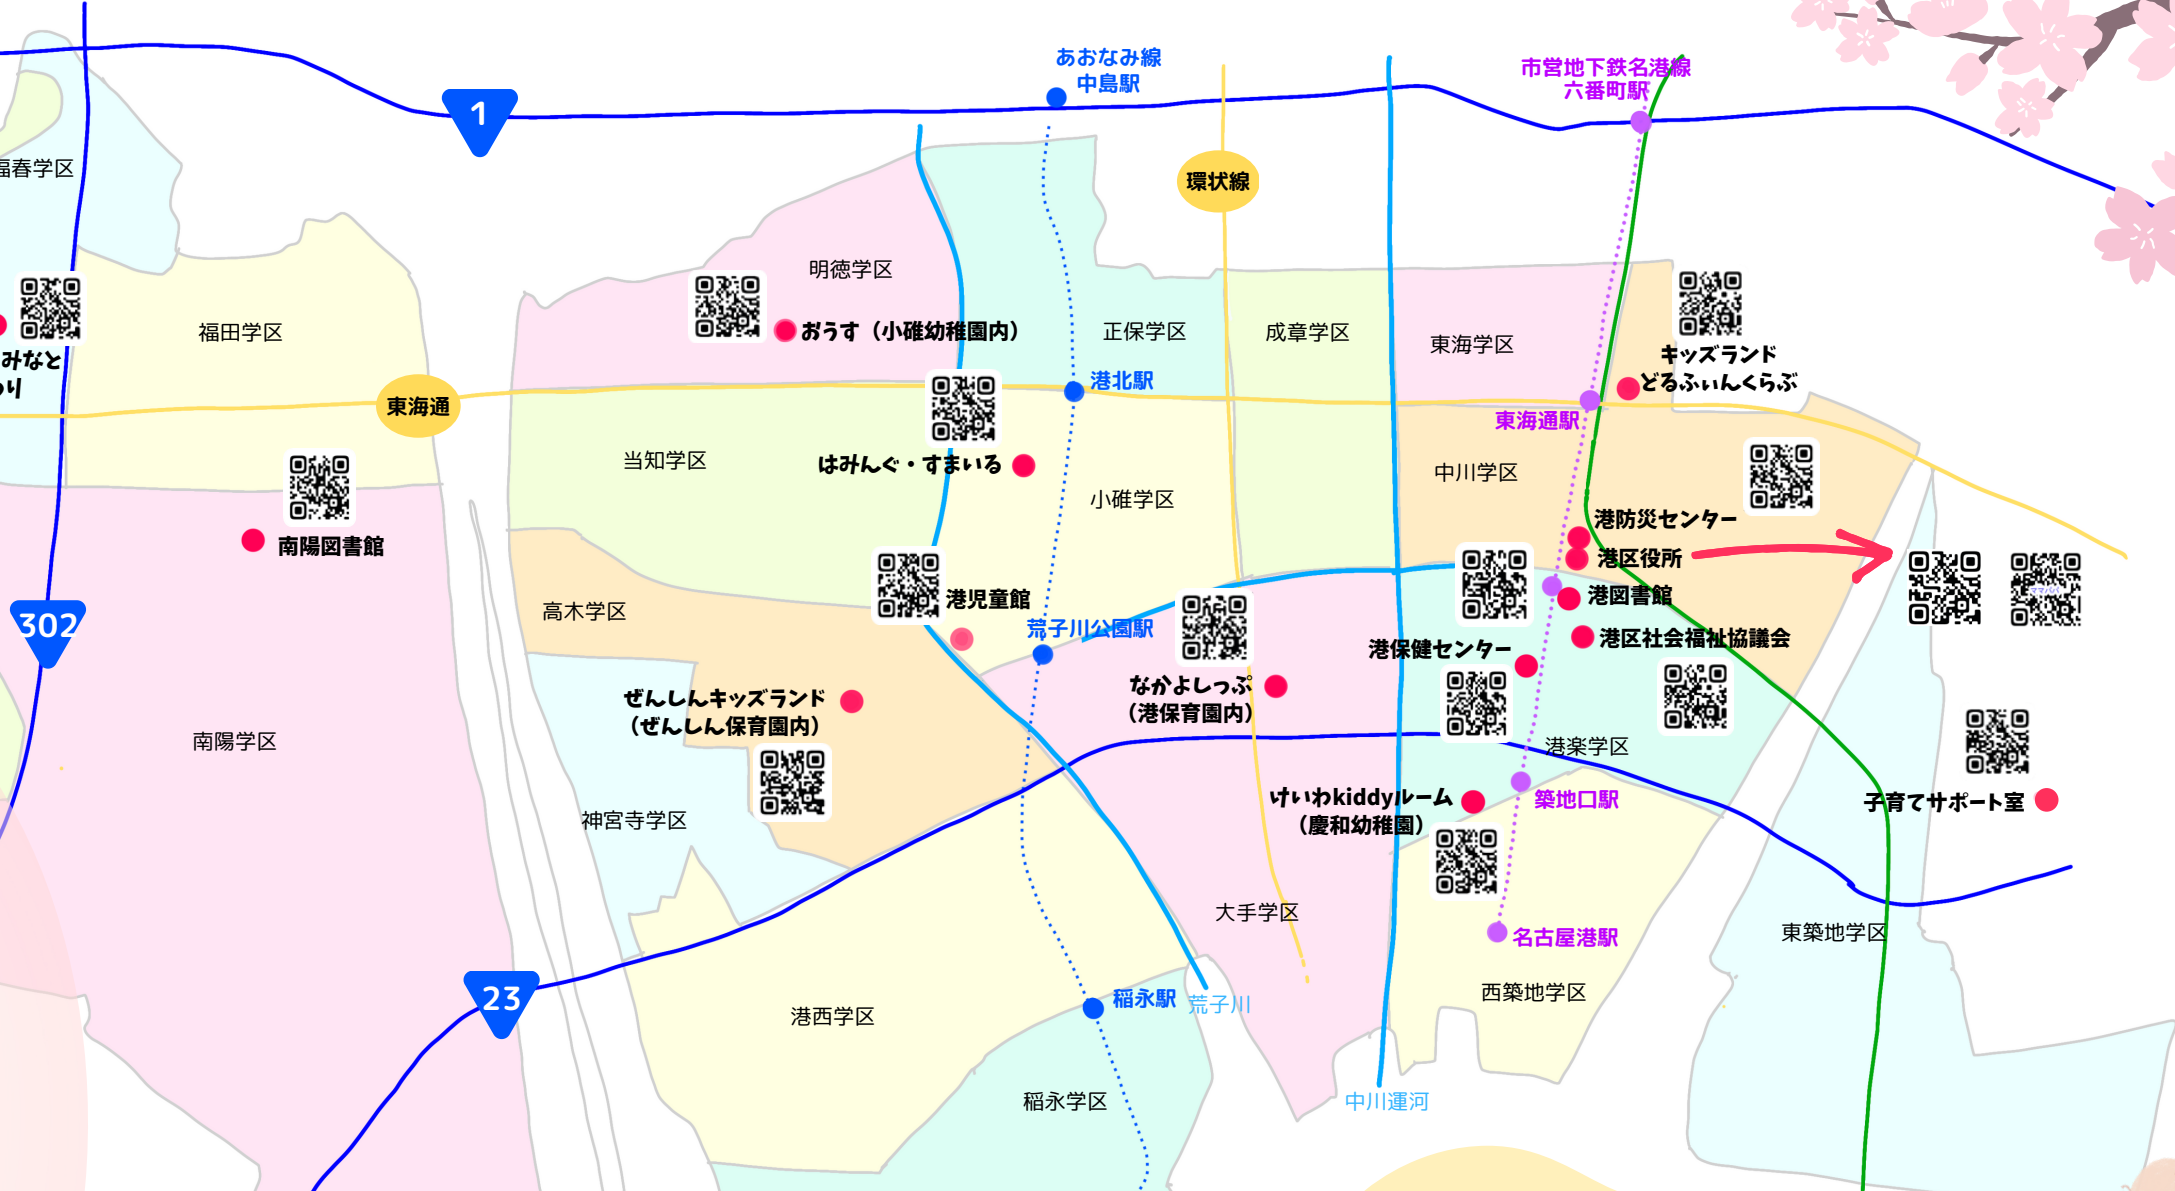 あおなみ線
中島駅
市営地下鉄名港線
六番町駅
1
福春学区
環状線
明徳学区
福田学区
おうす（小碓幼稚園内）
正保学区
成章学区
東海学区
キッズランド
どるふぃんくらぶ
みなと
り
港北駅
東海通
東海通駅
当知学区
はみんぐ・すまいる
小碓学区
中川学区
港防災センター
港区役所
南陽図書館
ママパパ
港児童館
港図書館
高木学区
302
荒子川公園駅
港区社会福祉協議会
港保健センター
なかよしっぷ
（港保育園内）
ぜんしんキッズランド
（ぜんしん保育園内）
南陽学区
港楽学区
けいわkiddyルーム
（慶和幼稚園）
築地口駅
子育てサポート室
神宮寺学区
大手学区
名古屋港駅
東築地学区
23
稲永駅
荒子川
西築地学区
港西学区
稲永学区
中川運河